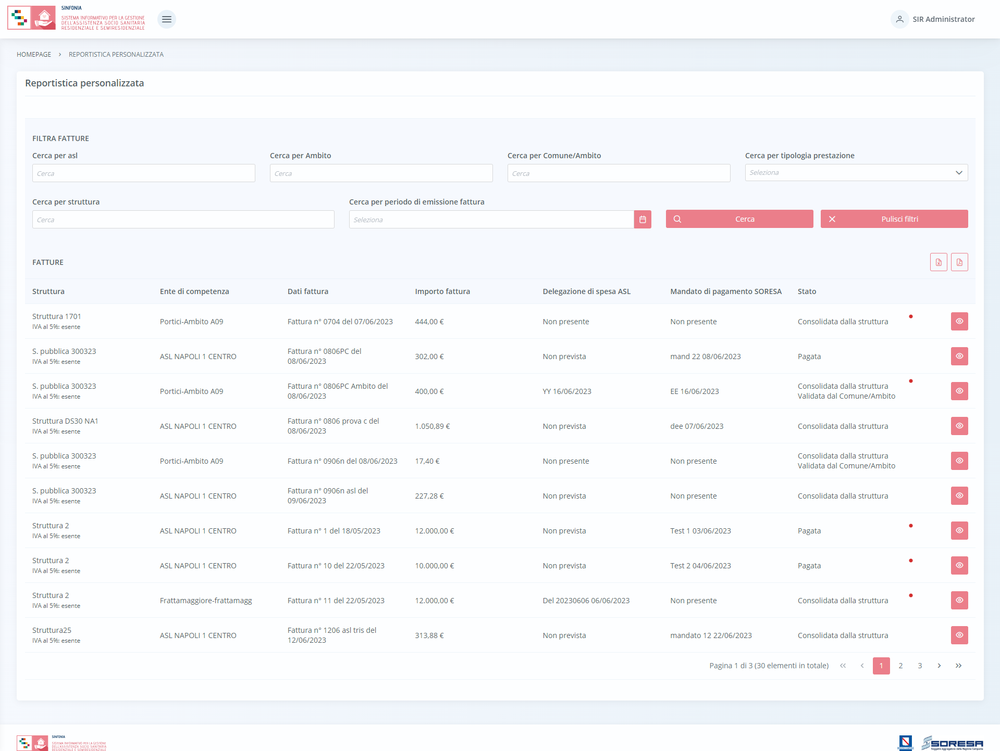 SINFONIA
SISTEMA INFORMATIVO PER LA GESTIONE
DELL'ASSISTENZA SOCIO SANITARIA
RESIDENZIALE E SEMIRESIDENZIALE
SIR Administrator
HOMEPAGE > REPORTISTICA PERSONALIZZATA
Reportistica personalizzata
FILTRA FATTURE
Cerca per asl Cerca per Ambito Cerca per Comune/Ambito Cerca per tipologia prestazione
Cerca Cerca Cerca Seleziona
Cerca per struttura Cerca per periodo di emissione fattura
Cerca Seleziona Cerca Pulisci filtri
FATTURE
Struttura Ente di competenza Dati fattura Importo fattura Delegazione di spesa ASL Mandato di pagamento SORESA Stato
Struttura 1701
IVA al 5%: esente
Portici-Ambito A09 Fattura n° 0704 del 07/06/2023 444,00 € Non presente Non presente Consolidata dalla struttura
S. pubblica 300323
IVA al 5%: esente
ASL NAPOLI 1 CENTRO
Fattura n° 0806PC del
08/06/2023
302,00 € Non prevista mand 22 08/06/2023 Pagata
S. pubblica 300323
IVA al 5%: esente
Portici-Ambito A09
Fattura n° 0806PC Ambito del
08/06/2023
400,00 € YY 16/06/2023 EE 16/06/2023
Consolidata dalla struttura
Validata dal Comune/Ambito
Struttura DS30 NA1
IVA al 5%: esente
ASL NAPOLI 1 CENTRO
Fattura n° 0806 prova c del
08/06/2023
1.050,89 € Non prevista dee 07/06/2023 Consolidata dalla struttura
S. pubblica 300323
IVA al 5%: esente
Portici-Ambito A09 Fattura n° 0906n del 08/06/2023 17,40 € Non presente Non presente
Consolidata dalla struttura
Validata dal Comune/Ambito
S. pubblica 300323
IVA al 5%: esente
ASL NAPOLI 1 CENTRO
Fattura n° 0906n asl del
09/06/2023
227,28 € Non prevista Non presente Consolidata dalla struttura
Struttura 2
IVA al 5%: esente
ASL NAPOLI 1 CENTRO Fattura n° 1 del 18/05/2023 12.000,00 € Non prevista Test 1 03/06/2023 Pagata
Struttura 2
IVA al 5%: esente
ASL NAPOLI 1 CENTRO Fattura n° 10 del 22/05/2023 10.000,00 € Non prevista Test 2 04/06/2023 Pagata
Struttura 2
IVA al 5%: esente
Frattamaggiore-frattamagg Fattura n° 11 del 22/05/2023 12.000,00 € Del 20230606 06/06/2023 Non presente Consolidata dalla struttura
Struttura25
IVA al 5%: esente
ASL NAPOLI 1 CENTRO
Fattura n° 1206 asl tris del
12/06/2023
313,88 € Non prevista mandato 12 22/06/2023 Consolidata dalla struttura
Pagina 1 di 3 (30 elementi in totale) << < 1 2 3 > >>
SINFONIA
SISTEMA INFORMATIVO PER LA GESTIONE
DELL'ASSISTENZA SOCIO SANITARIA
RESIDENZIALE E SEMIRESIDENZIALE
SORESA
Soggetto Aggregatore della Regione Campania